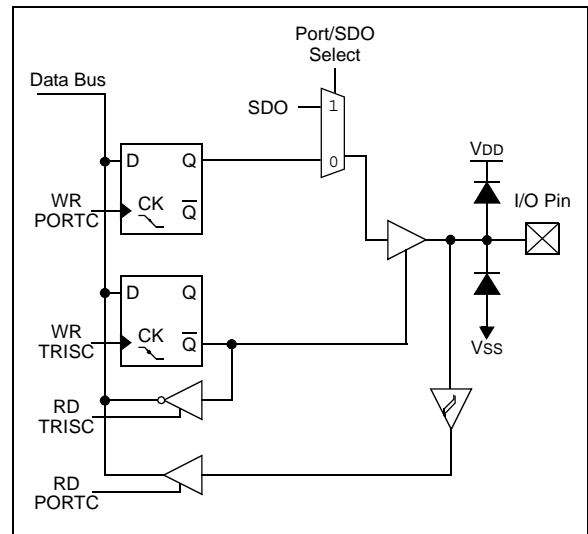 Port/SDO
Select
Data Bus
SDO
1
0
VDD
I/O Pin
D
Q
WR
PORTC
CK
Q
VSS
D
Q
WR
TRISC
CK
Q
RD
TRISC
RD
PORTC